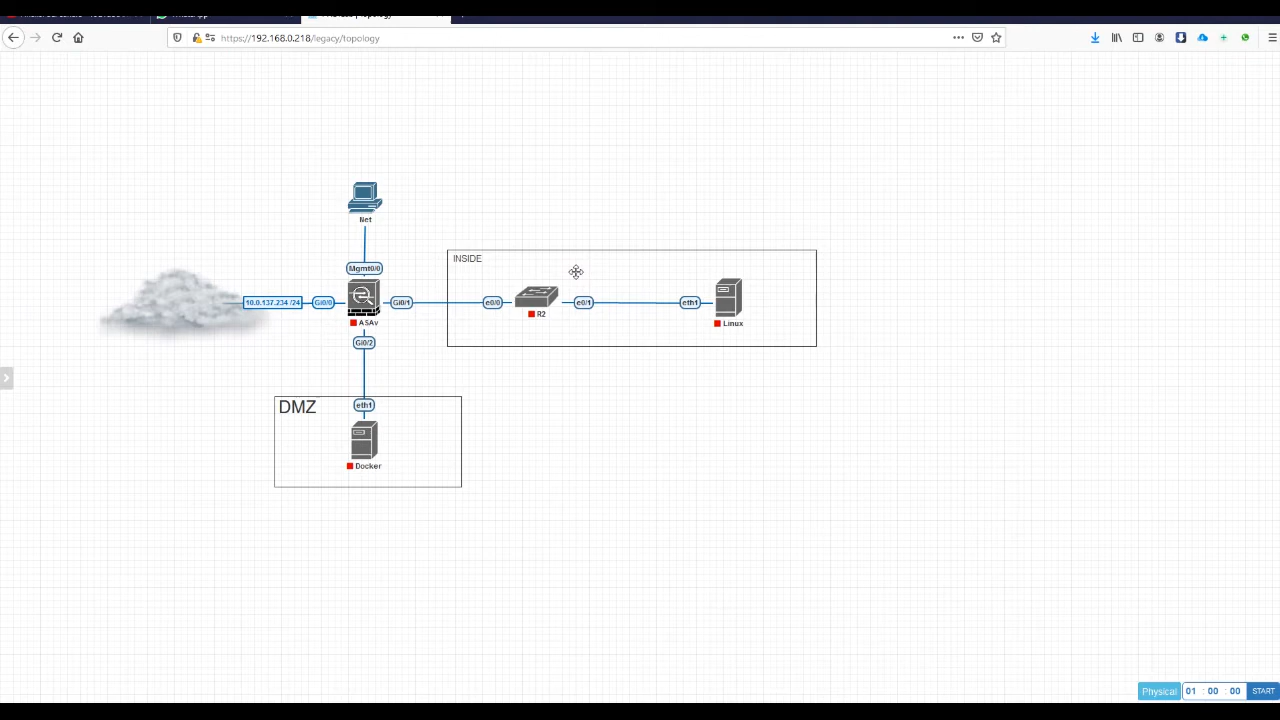 WhatsApp
https://192.168.0.218/legacy/topology
Net
Mgmt0/0
INSIDE
10.0.137.234 /24
Gi0/0
Gi0/1
e0/0
e0/1
eth1
R2
ASAv
Linux
Gi0/2
DMZ
eth1
Docker
Physical
01 : 00 : 00
START